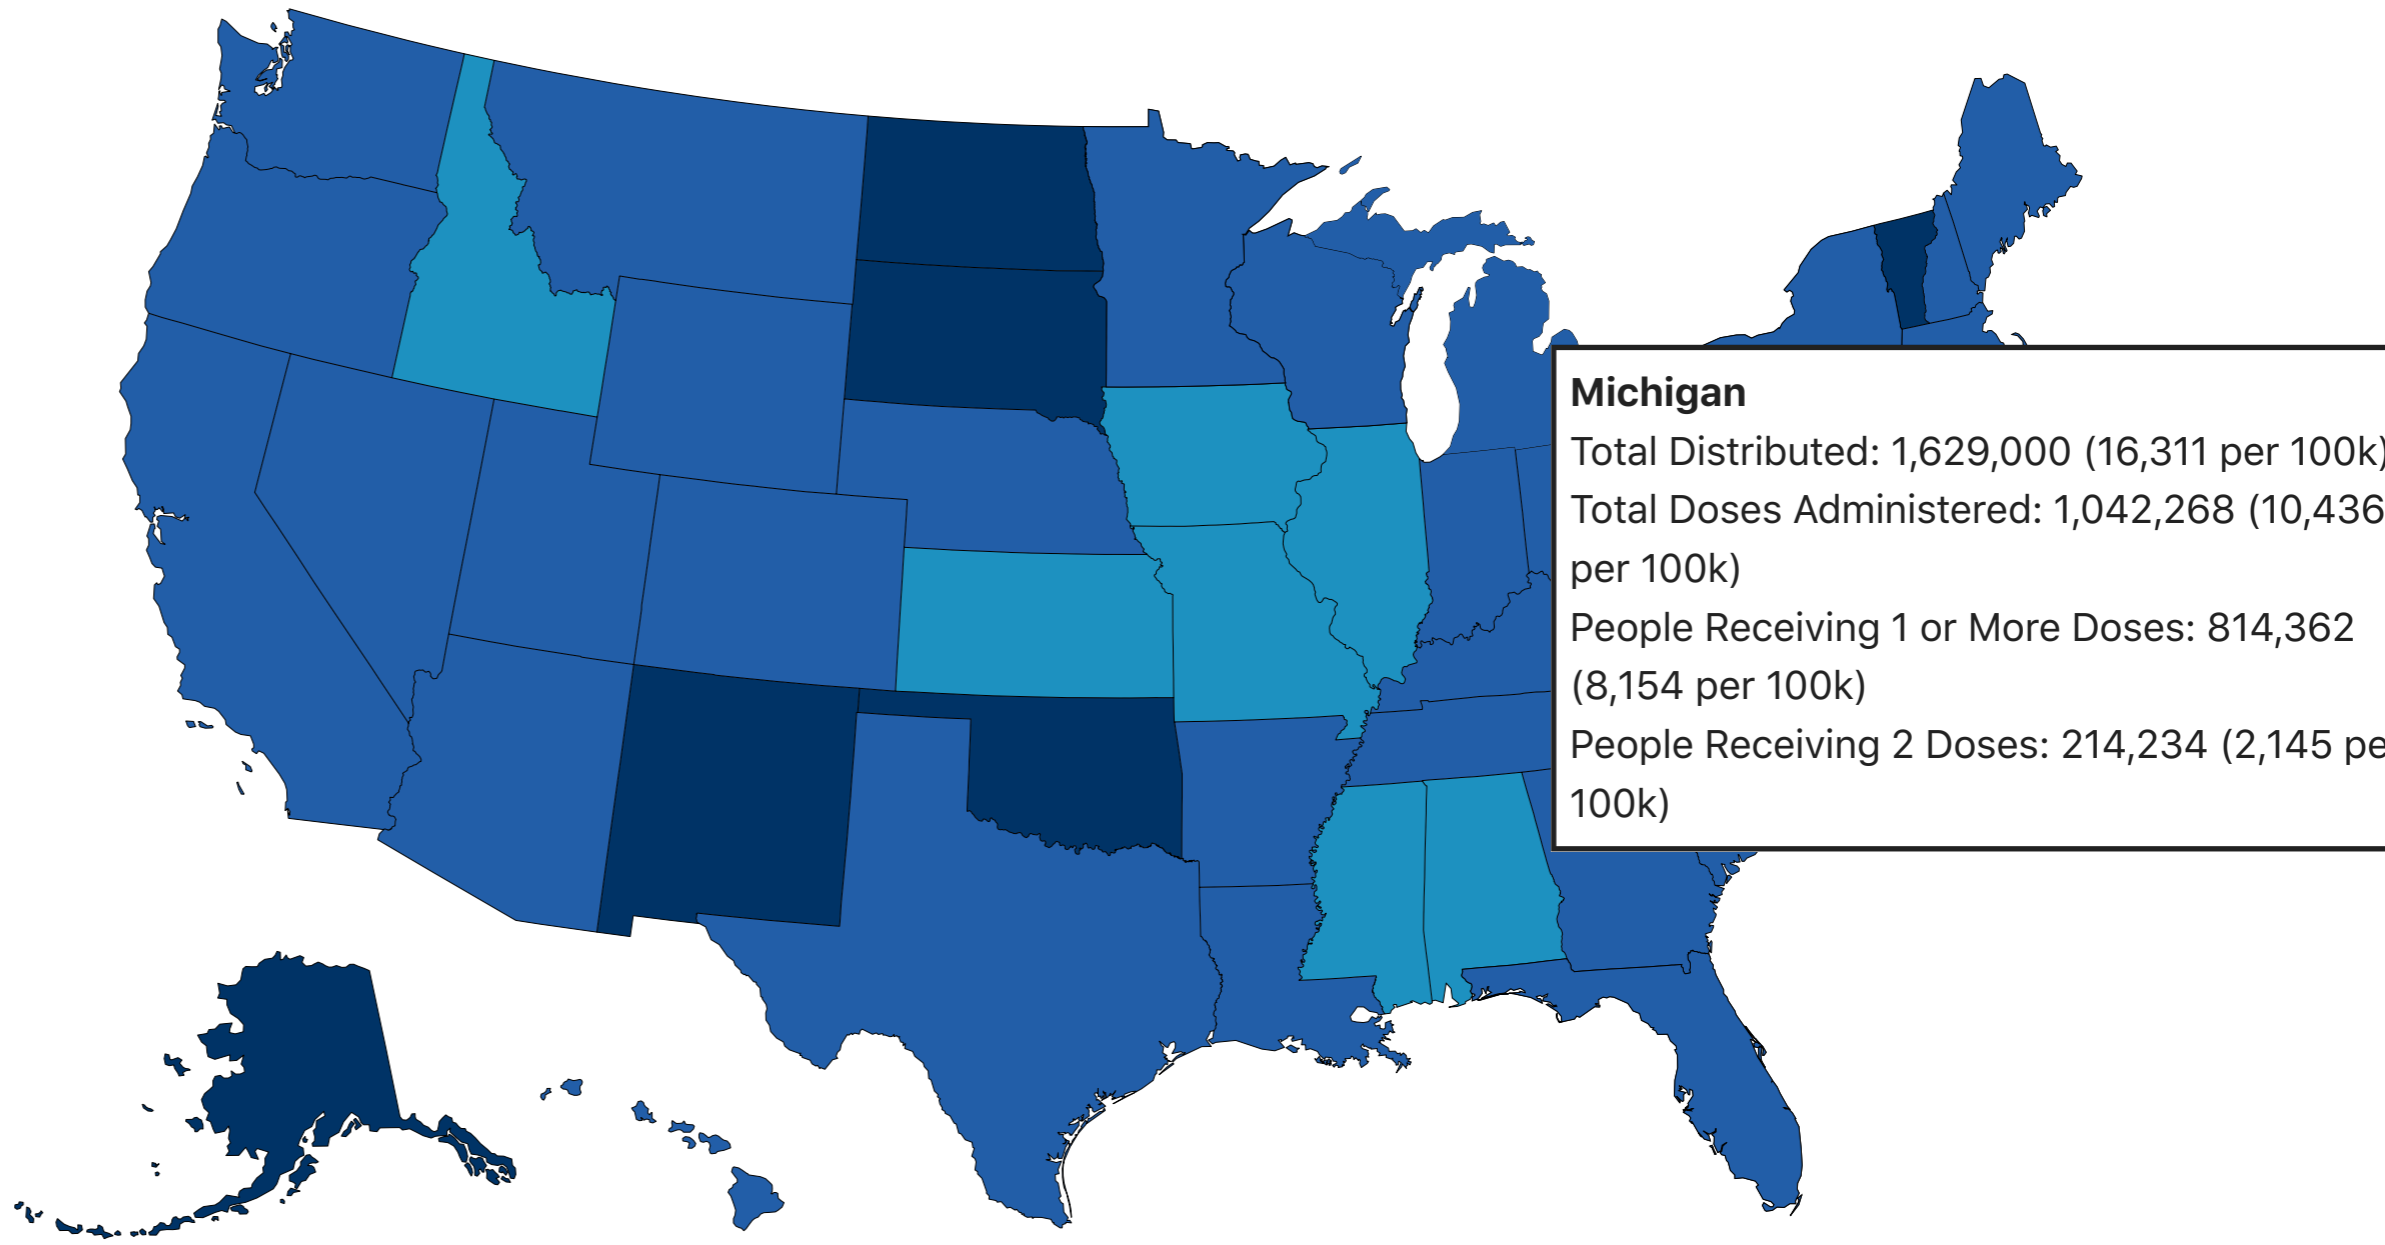 Michigan
Total Distributed: 1,629,000 (16,311 per 100k)
Total Doses Administered: 1,042,268 (10,436
per 100k)
People Receiving 1 or More Doses: 814,362
(8,154 per 100k)
People Receiving 2 Doses: 214,234 (2,145 pe
100k)